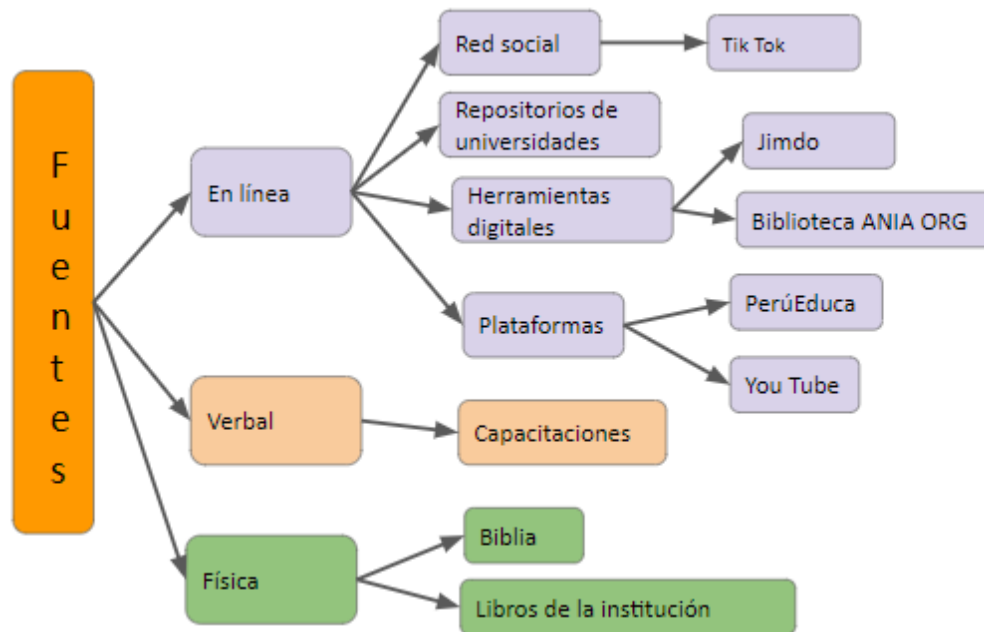 Fuentes
En línea
Red social
Tik Tok
Repositorios de
universidades
Herramientas
digitales
Jimdo
Biblioteca ANIA ORG
Plataformas
PerúEduca
You Tube
Verbal
Capacitaciones
Física
Biblia
Libros de la institución